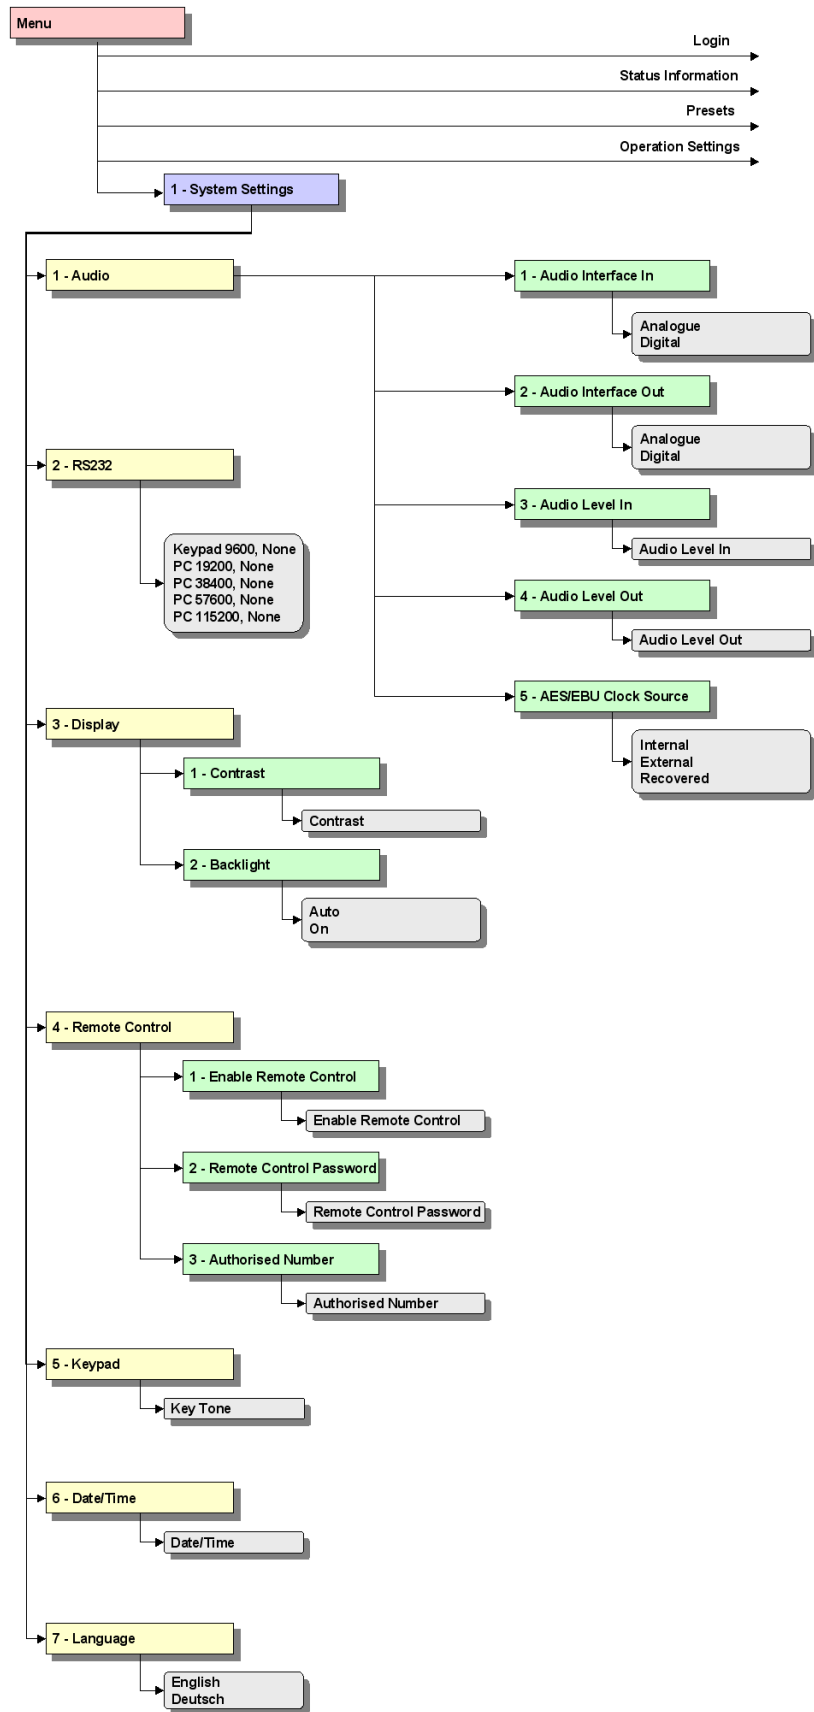 Menu
Login
Status Information
Presets
Operation Settings
1 - System Settings
1 - Audio
1 - Audio Interface In
Analogue
Digital
2 - Audio Interface Out
Analogue
Digital
3 - Audio Level In
Audio Level In
4 - Audio Level Out
Audio Level Out
5 - AES/EBU Clock Source
Internal
External
Recovered
2 - RS232
Keypad 9600, None
PC 19200, None
PC 38400, None
PC 57600, None
PC 115200, None
3 - Display
1 - Contrast
Contrast
2 - Backlight
Auto
On
4 - Remote Control
1 - Enable Remote Control
Enable Remote Control
2 - Remote Control Password
Remote Control Password
3 - Authorised Number
Authorised Number
5 - Keypad
Key Tone
6 - Date/Time
Date/Time
7 - Language
English
Deutsch